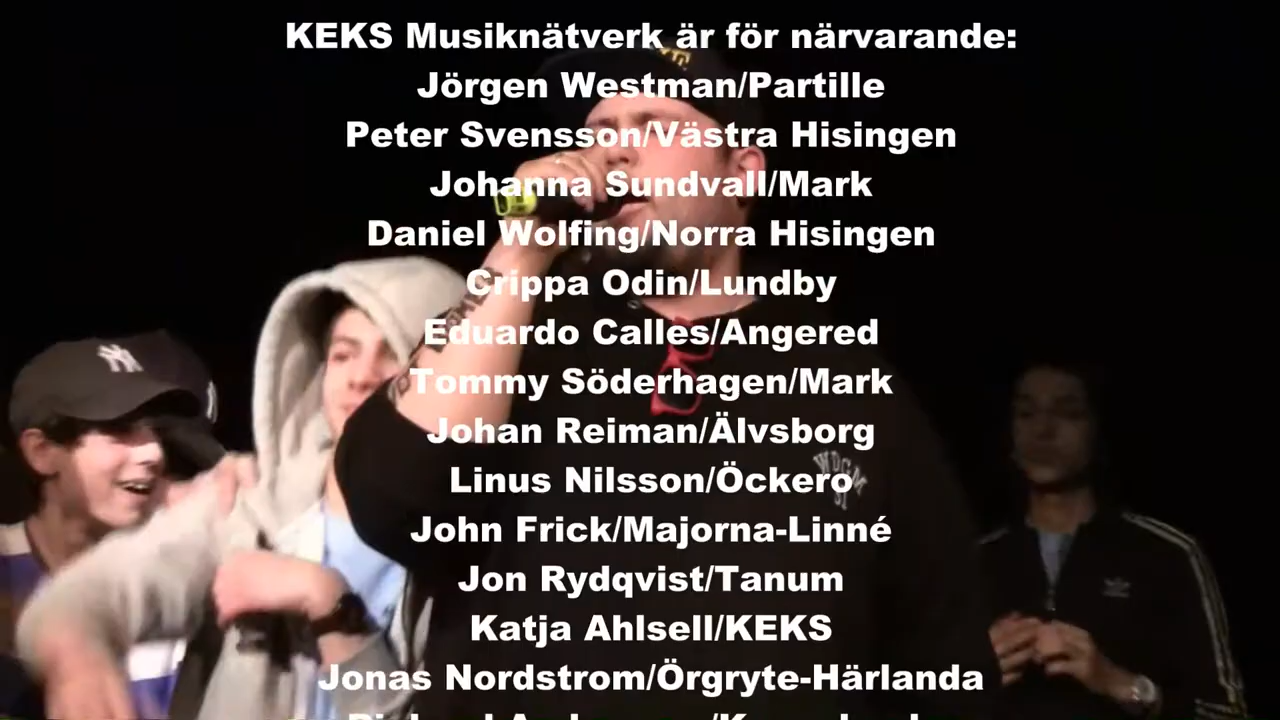 KEKS Musiknätverk är för närvarande:
Jörgen Westman/Partille
Peter Svensson/Västra Hisingen
Johanna Sundvall/Mark
Daniel Wolfing/Norra Hisingen
Crippa Odin/Lundby
Eduardo Calles/Angered
Tommy Söderhagen/Mark
Johan Reiman/Älvsborg
Linus Nilsson/Öckero
John Frick/Majorna-Linné
Jon Rydqvist/Tanum
Katja Ahlsell/KEKS
Jonas Nordstrom/Örgryte-Härlanda
NY